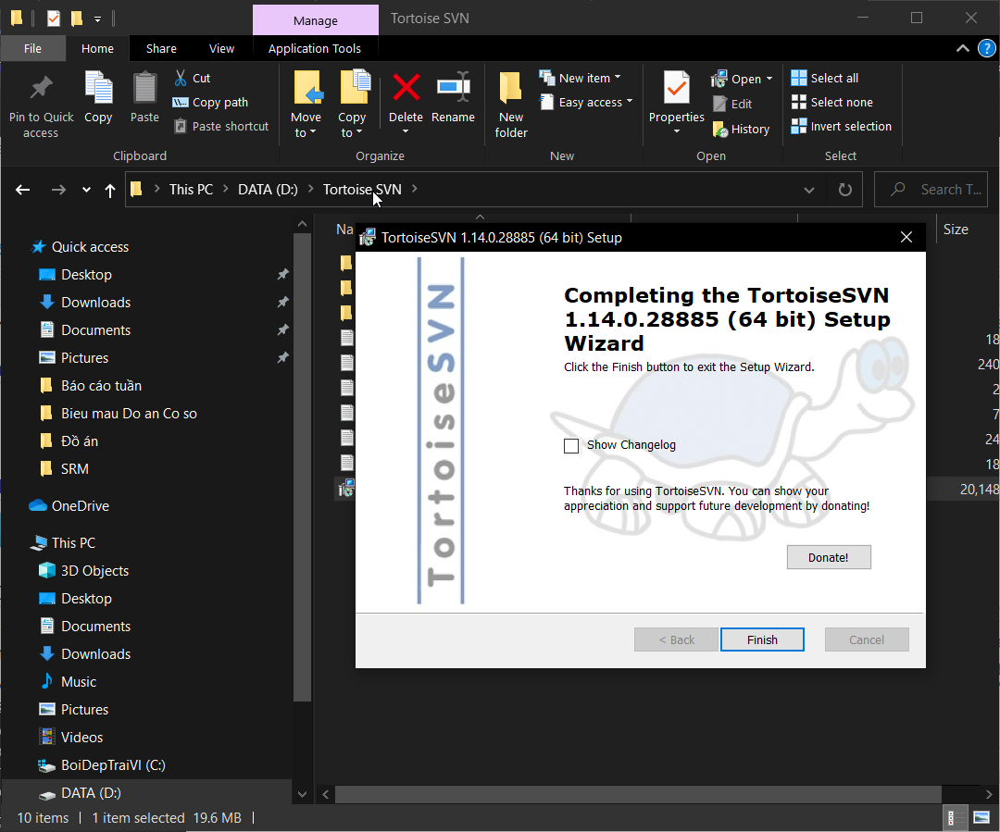 Manage
Tortoise SVN
File
Home
Share
View
Application Tools
Pin to Quick access
Copy
Paste
Cut
Copy path
Paste shortcut
Clipboard
Move to
Copy to
Delete
Rename
Organize
New folder
New item
Easy access
New
Properties
Open
Edit
History
Open
Select all
Select none
Invert selection
Select
This PC
DATA (D:)
Tortoise SVN
Search T...
Quick access
Desktop
Downloads
Documents
Pictures
Báo cáo tuần
Bieu mau Do an Co so
Đồ án
SRM
OneDrive
This PC
3D Objects
Desktop
Documents
Downloads
Music
Pictures
Videos
BoiDepTraiVl (C:)
DATA (D:)
Na
Size
18
240
2
7
24
18
20,148
TortoiseSVN 1.14.0.28885 (64 bit) Setup
TortoiseSVN
Completing the TortoiseSVN
1.14.0.28885 (64 bit) Setup
Wizard
Click the Finish button to exit the Setup Wizard.
Show Changelog
Thanks for using TortoiseSVN. You can show your
appreciation and support future development by donating!
Donate!
< Back
Finish
Cancel
10 items
1 item selected 19.6 MB